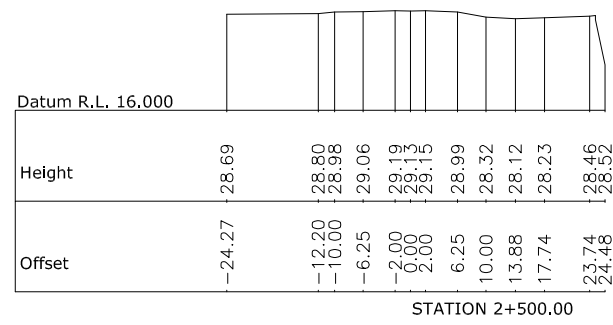 Datum R.L. 16.000
Height 28.69 28.80 28.98 29.06 29.19 29.13 29.15 28.99 28.32 28.12 28.23 28.46 28.52
Offset -24.27 -12.20 -10.00 -6.25 -2.00 0.00 2.00 6.25 10.00 13.88 17.74 23.74 24.48
STATION 2+500.00